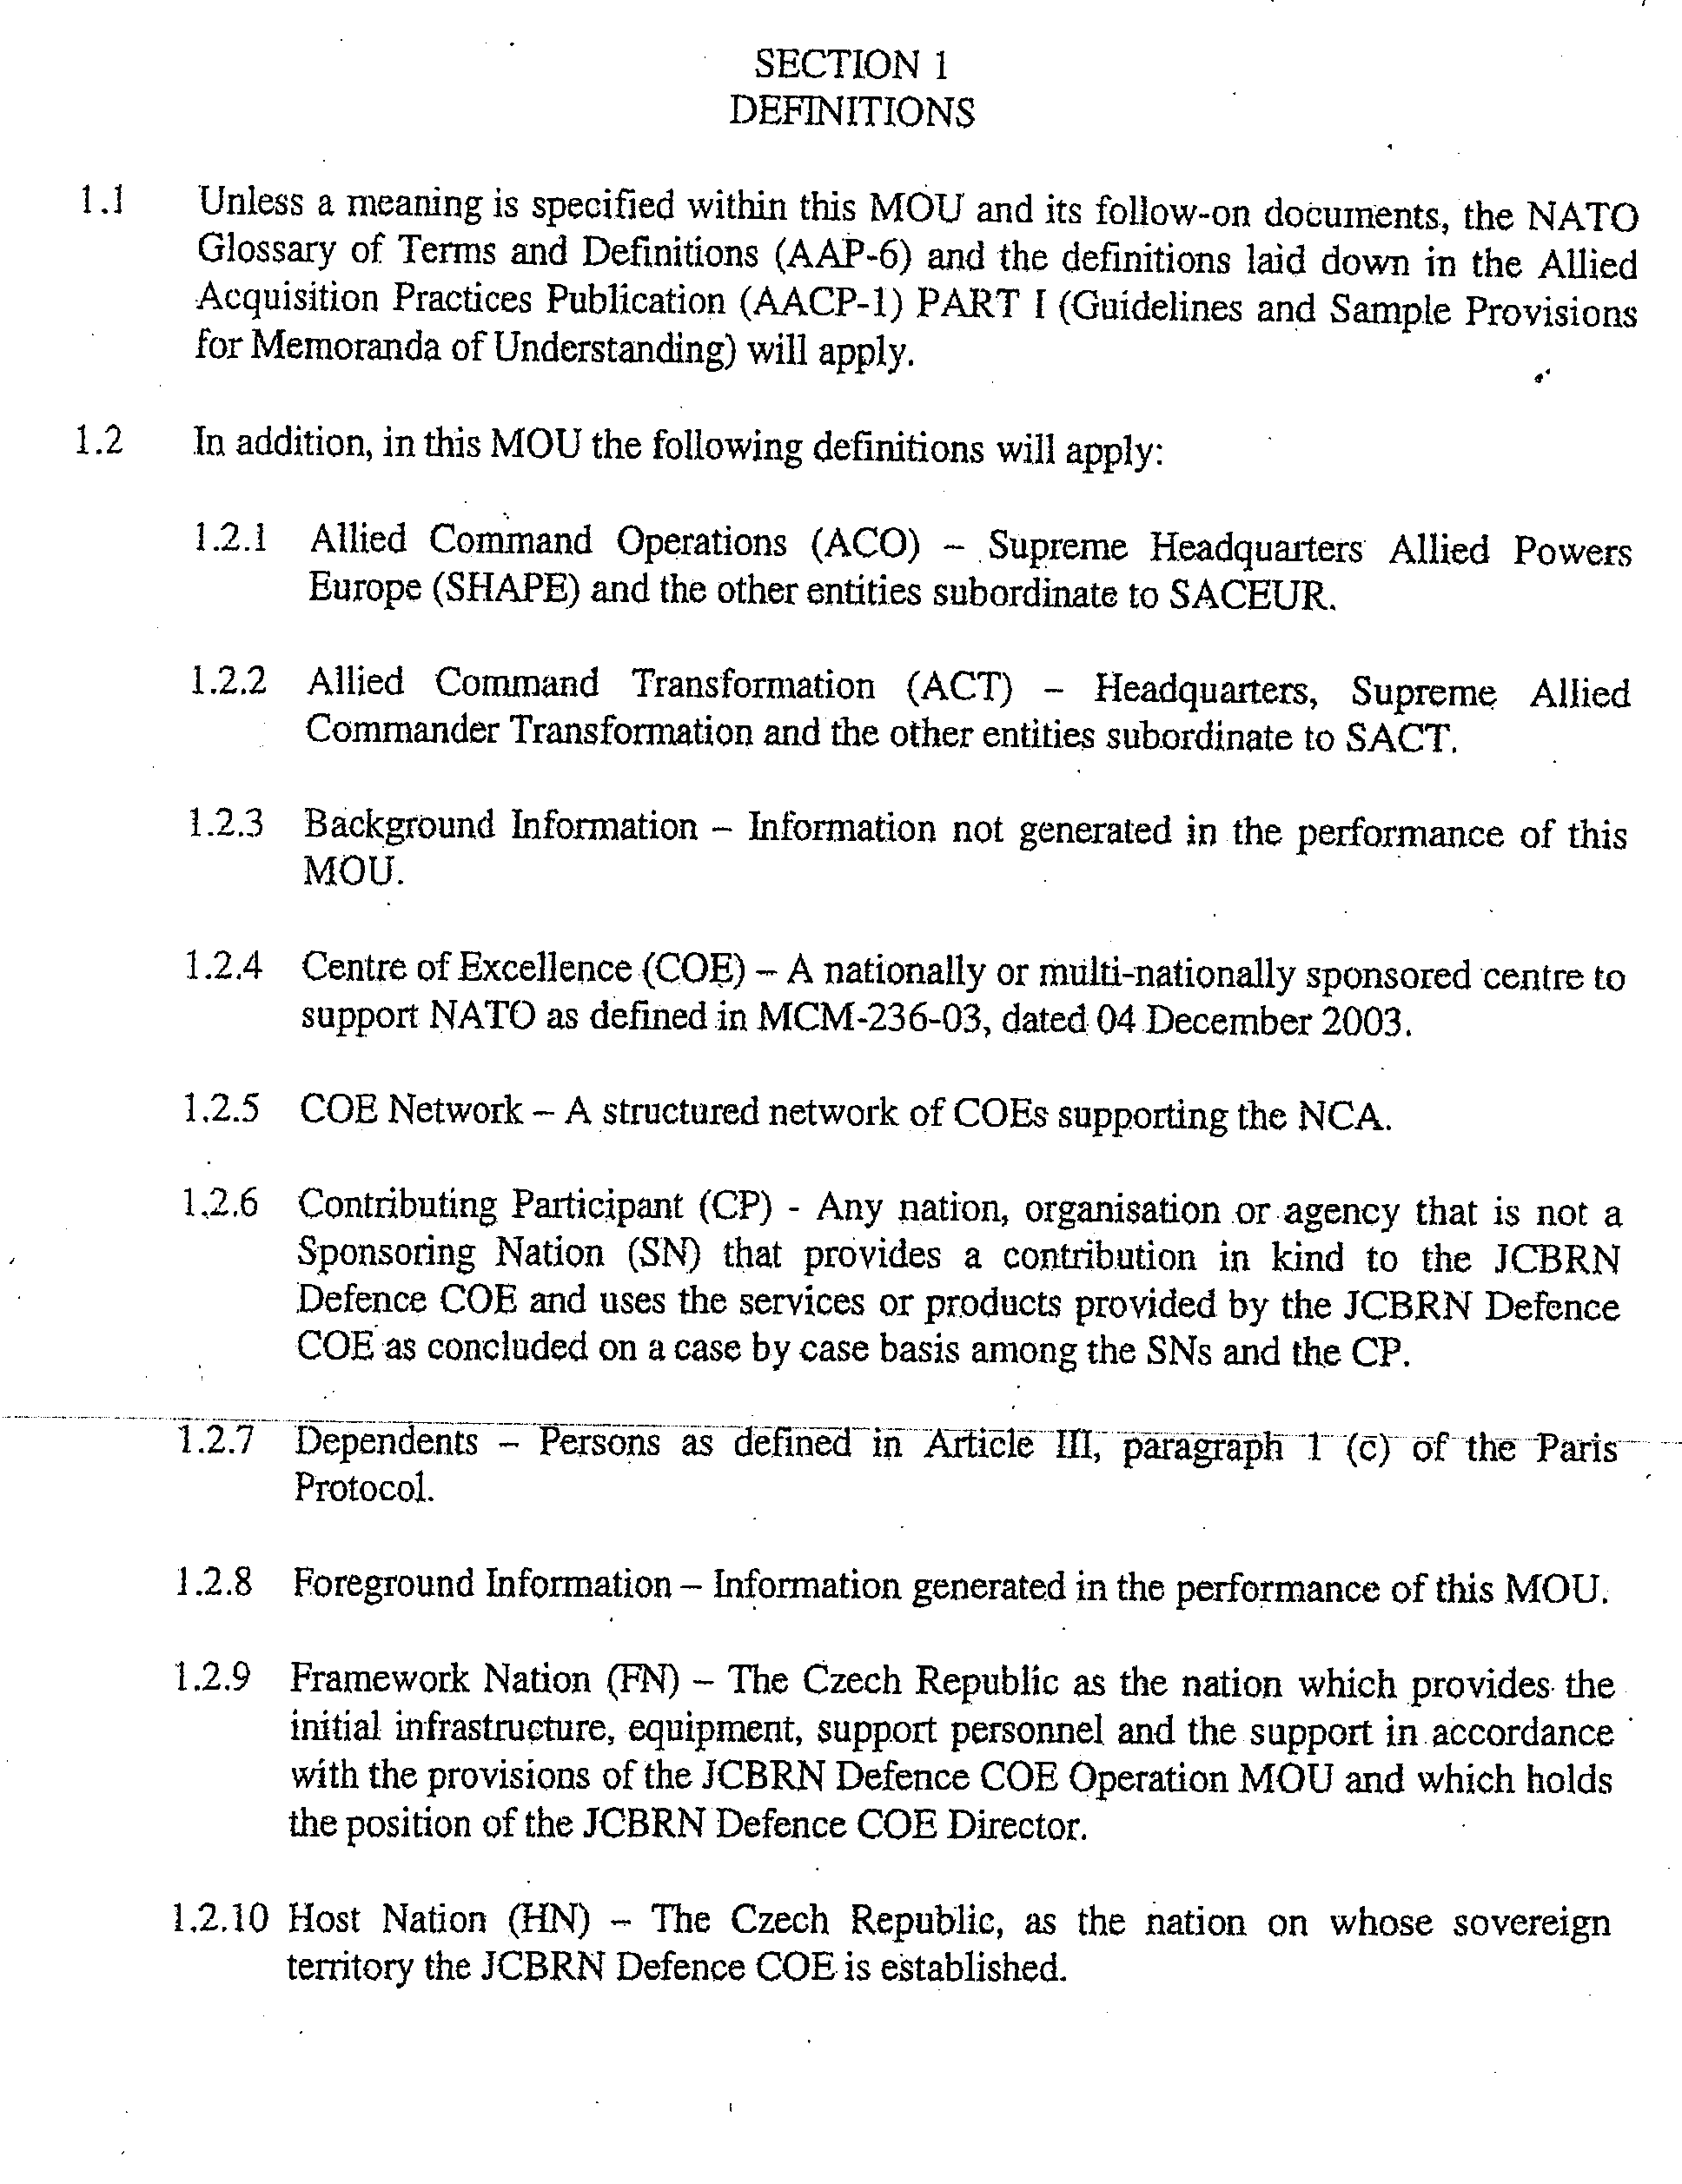 SECTION 1
DEFINITIONS
1.1 Unless a meaning is specified within this MOU and its follow-on documents, the NATO
Glossary of Terms and Definitions (AAP-6) and the definitions laid down in the Allied
Acquisition Practices Publication (AACP-1) PART I (Guidelines and Sample Provisions
for Memoranda of Understanding) will apply.
1.2 In addition, in this MOU the following definitions will apply:
1.2.1 Allied Command Operations (ACO) – Supreme Headquarters Allied Powers
Europe (SHAPE) and the other entities subordinate to SACEUR.
1.2.2 Allied Command Transformation (ACT) – Headquarters, Supreme Allied
Commander Transformation and the other entities subordinate to SACT.
1.2.3 Background Information – Information not generated in the performance of this
MOU.
1.2.4 Centre of Excellence (COE) – A nationally or multi-nationally sponsored centre to
support NATO as defined in MCM-236-03, dated 04 December 2003.
1.2.5 COE Network – A structured network of COEs supporting the NCA.
1.2.6 Contributing Participant (CP) - Any nation, organisation or agency that is not a
Sponsoring Nation (SN) that provides a contribution in kind to the JCBRN
Defence COE and uses the services or products provided by the JCBRN Defence
COE as concluded on a case by case basis among the SNs and the CP.
1.2.7 Dependents – Persons as defined in Article III, paragraph 1 (c) of the Paris
Protocol.
1.2.8 Foreground Information – Information generated in the performance of this MOU.
1.2.9 Framework Nation (FN) – The Czech Republic as the nation which provides the
initial infrastructure, equipment, support personnel and the support in accordance
with the provisions of the JCBRN Defence COE Operation MOU and which holds
the position of the JCBRN Defence COE Director.
1.2.10 Host Nation (HN) – The Czech Republic, as the nation on whose sovereign
territory the JCBRN Defence COE is established.